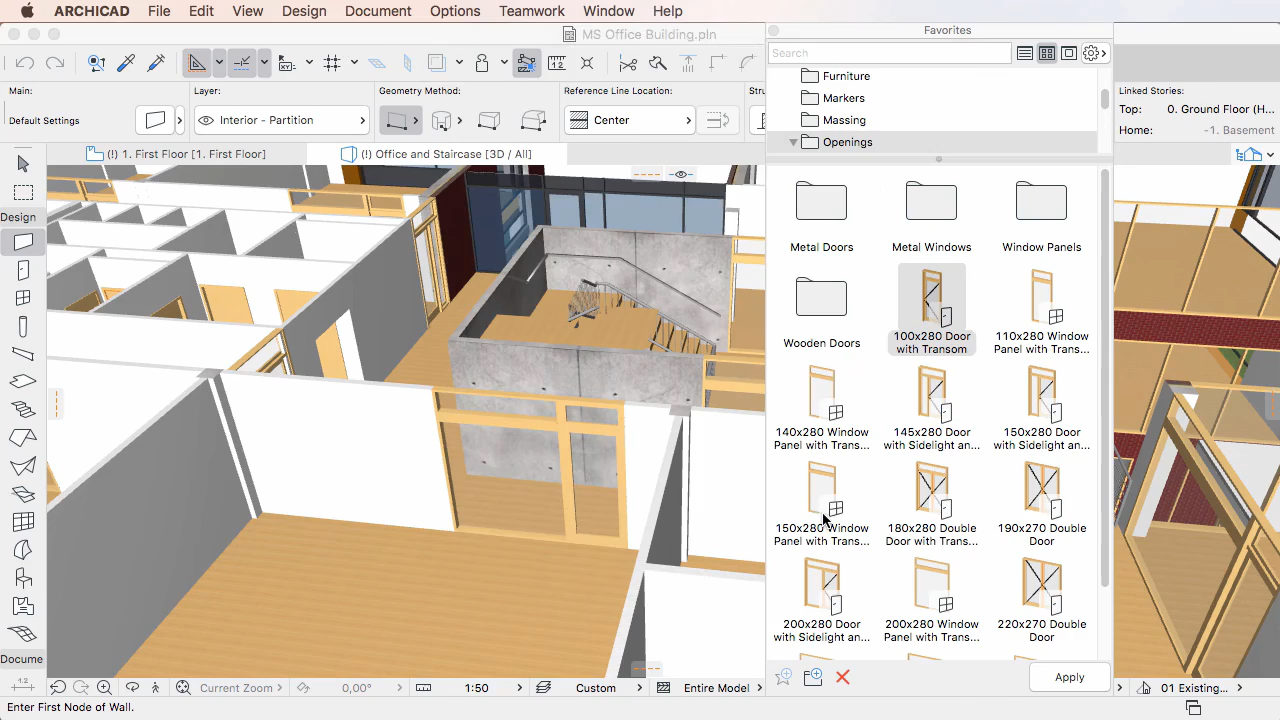 ARCHICAD File Edit View Design Document Options Teamwork Window Help
MS Office Building.pln
Favorites
Search
Furniture
Markers
Massing
Openings
Main:
Default Settings
Layer:
Interior - Partition
Geometry Method:
Reference Line Location:
Center
Stru
Linked Stories:
Top: 0. Ground Floor (H...
Home: -1. Basement
(!) 1. First Floor [1. First Floor]
(!) Office and Staircase [3D / All]
Design
Metal Doors
Metal Windows
Window Panels
Wooden Doors
100x280 Door
with Transom
110x280 Window
Panel with Trans...
140x280 Window
Panel with Trans...
145x280 Door
with Sidelight an...
150x280 Door
with Sidelight an...
150x280 Window
Panel with Trans...
180x280 Double
Door with Trans...
190x270 Double
Door
200x280 Door
with Sidelight an...
200x280 Window
Panel with Trans...
220x270 Double
Door
Apply
Docume
Current Zoom
0,00°
1:50
Custom
Entire Model
01 Existing...
Enter First Node of Wall.